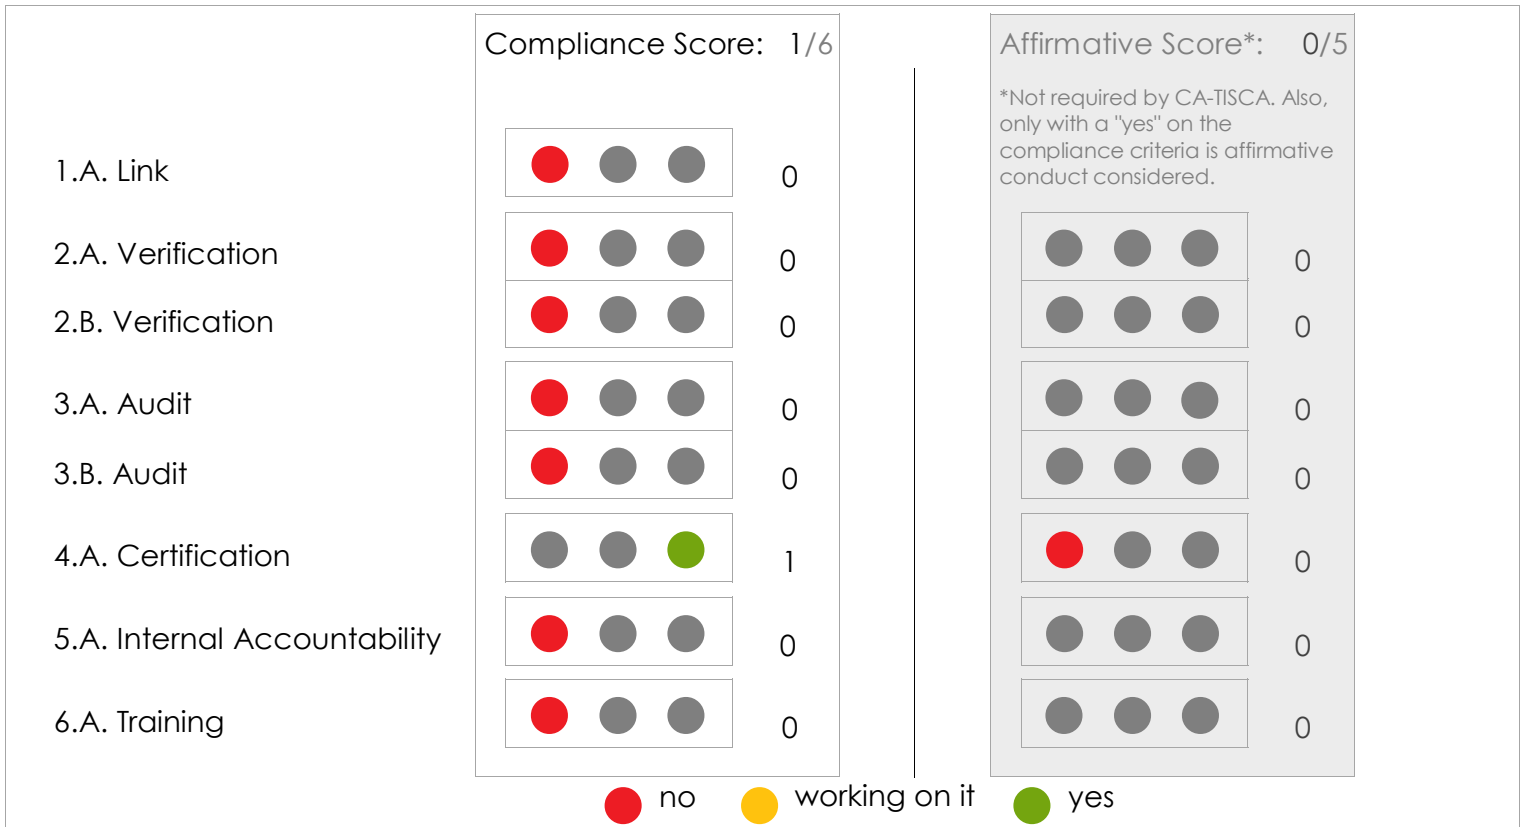 Compliance Score: 1/6
Affirmative Score*: 0/5
*Not required by CA-TISCA. Also,
only with a "yes" on the
compliance criteria is affirmative
conduct considered.
1.A. Link 0
2.A. Verification 0 0
2.B. Verification 0 0
3.A. Audit 0 0
3.B. Audit 0 0
4.A. Certification 1 0
5.A. Internal Accountability 0 0
6.A. Training 0 0
no working on it yes